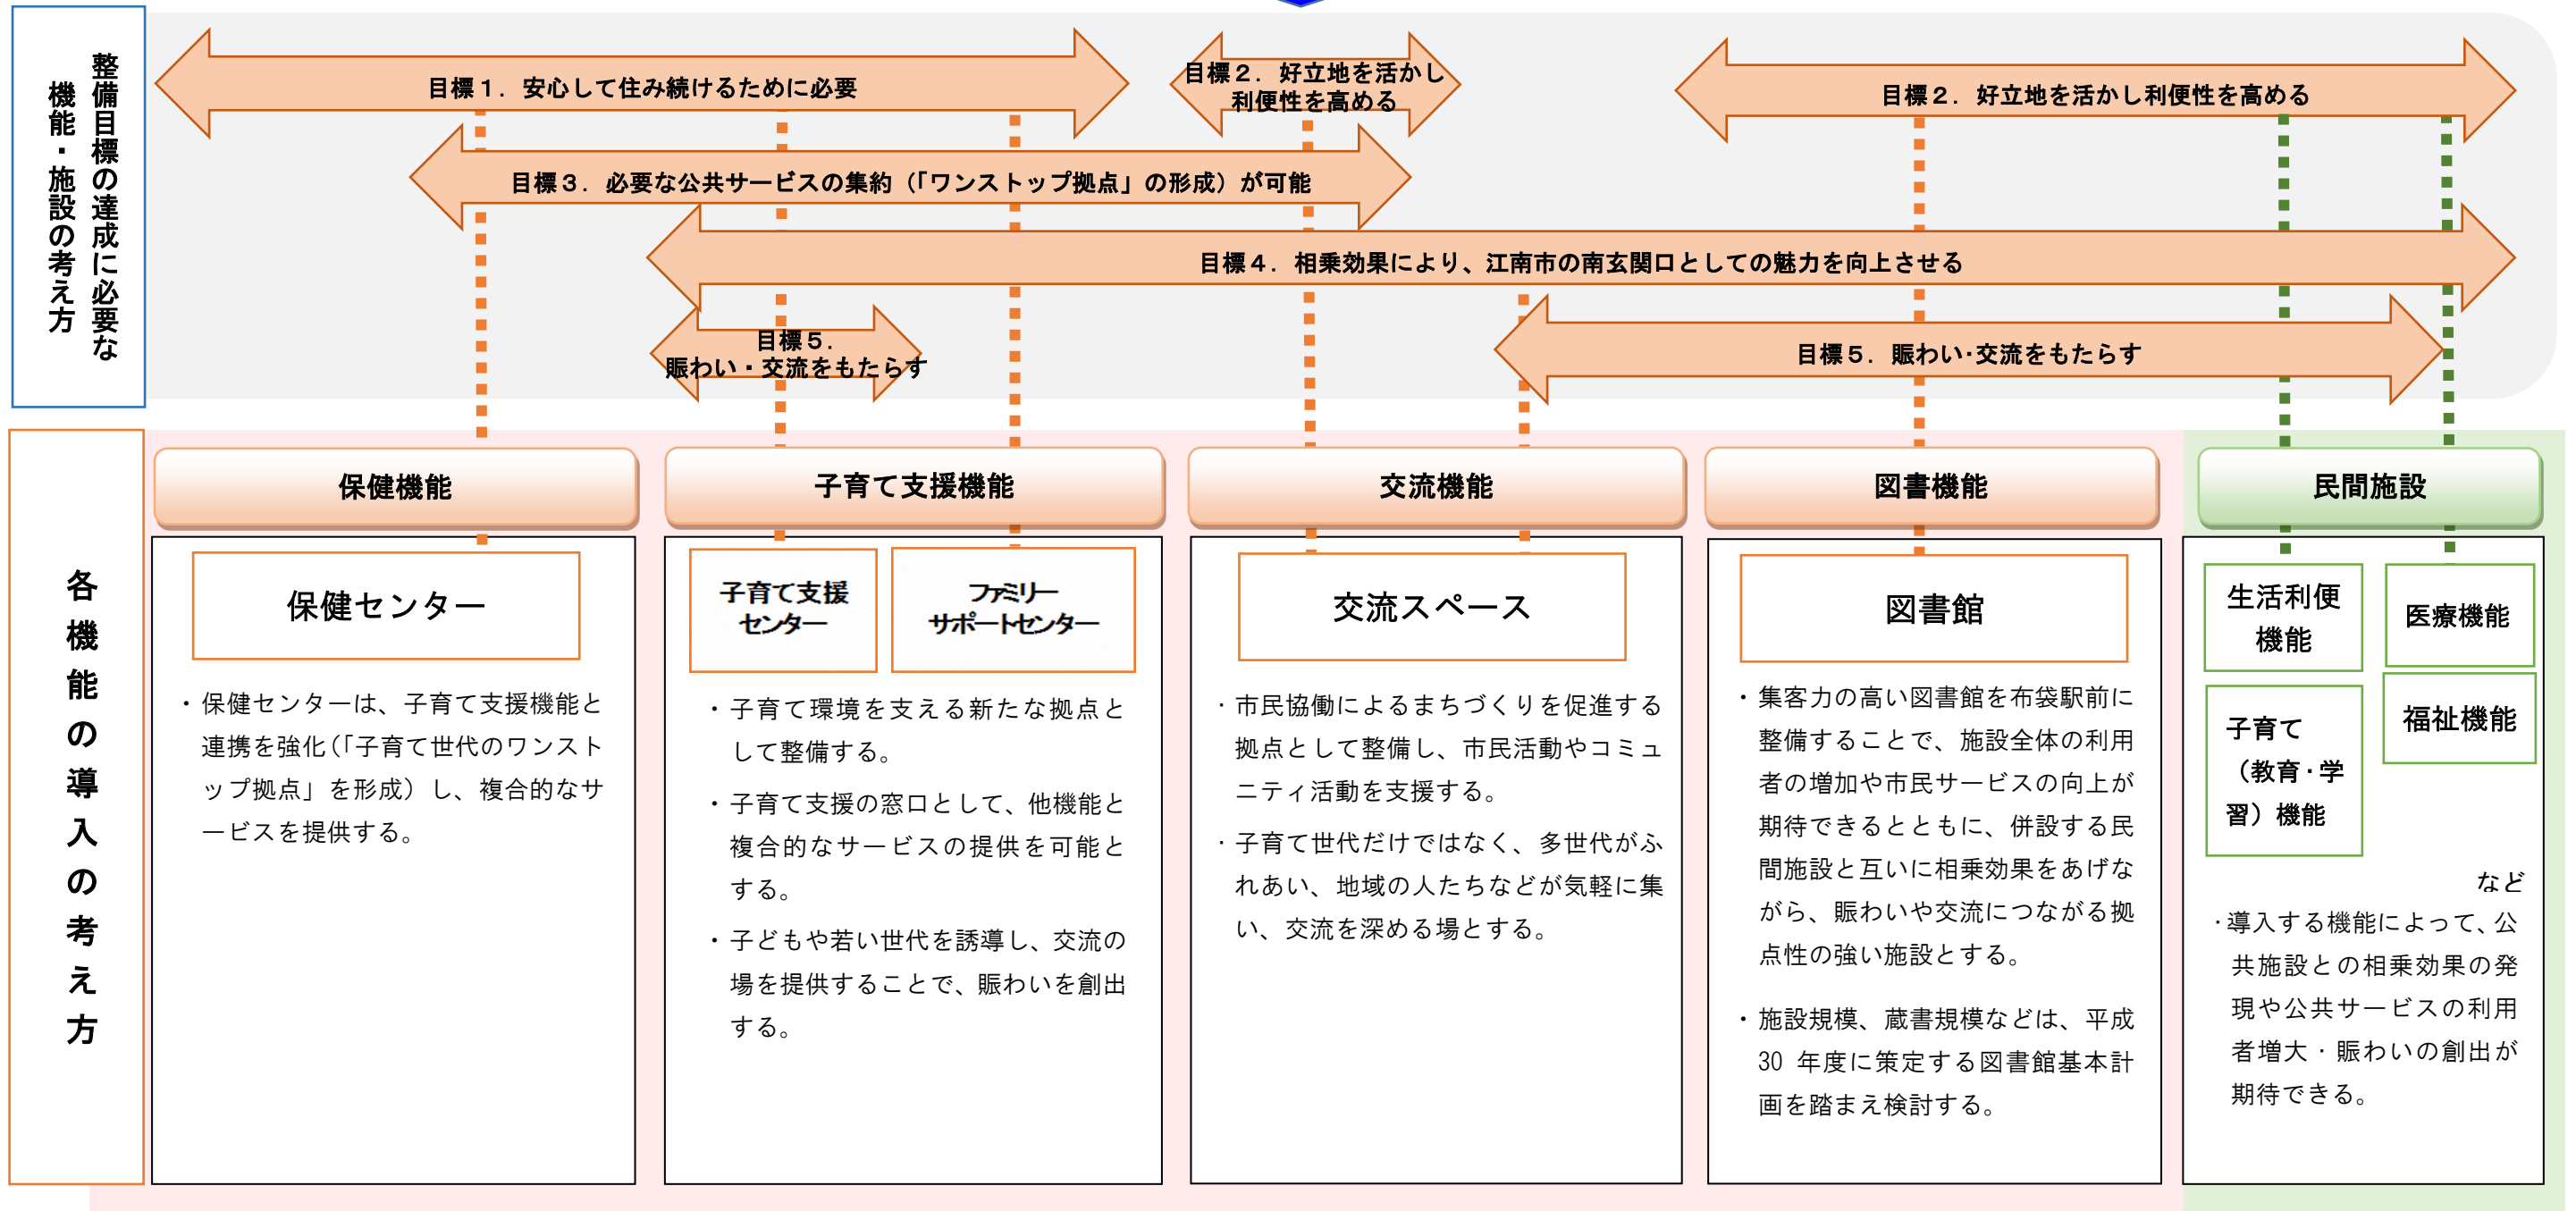 整備目標の達成に必要な
機能・施設の考え方
目標１．安心して住み続けるために必要
目標２．好立地を活かし
利便性を高める
目標２．好立地を活かし利便性を高める
目標３．必要な公共サービスの集約（「ワンストップ拠点」の形成）が可能
目標４．相乗効果により、江南市の南玄関口としての魅力を向上させる
目標５．
賑わい・交流をもたらす
目標５．賑わい・交流をもたらす
各機能の導入の考え方
保健機能
保健センター
・保健センターは、子育て支援機能と
連携を強化（「子育て世代のワンスト
ップ拠点」を形成）し、複合的なサ
ービスを提供する。
子育て支援機能
子育て支援
センター
ファミリー
サポートセンター
・子育て環境を支える新たな拠点と
して整備する。
・子育て支援の窓口として、他機能と
複合的なサービスの提供を可能と
する。
・子どもや若い世代を誘導し、交流の
場を提供することで、賑わいを創出
する。
交流機能
交流スペース
・市民協働によるまちづくりを促進する
拠点として整備し、市民活動やコミュ
ニティ活動を支援する。
・子育て世代だけではなく、多世代がふ
れあい、地域の人たちなどが気軽に集
い、交流を深める場とする。
図書機能
図書館
・集客力の高い図書館を布袋駅前に
整備することで、施設全体の利用
者の増加や市民サービスの向上が
期待できるとともに、併設する民
間施設と互いに相乗効果をあげな
がら、賑わいや交流につながる拠
点性の強い施設とする。
・施設規模、蔵書規模などは、平成
30 年度に策定する図書館基本計
画を踏まえ検討する。
民間施設
生活利便
機能
医療機能
子育て
（教育・学
習）機能
福祉機能
など
・導入する機能によって、公
共施設との相乗効果の発
現や公共サービスの利用
者増大・賑わいの創出が
期待できる。